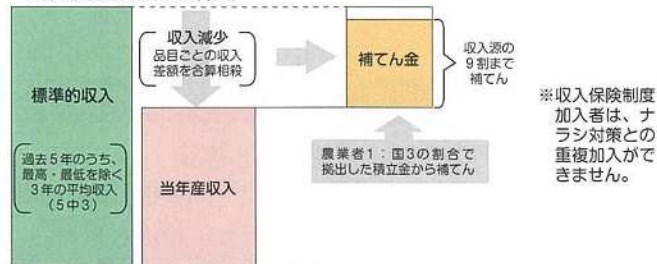 標準的収入
過去5年のうち、
最高・最低を除く
3年の平均収入
(5中3)
収入減少
品目ごとの収入
差額を合算相殺
当年産収入
補てん金
収入源の
9割まで
補てん
農業者1:国3の割合で
拠出した積立金から補てん
※収入保険制度
加入者は、ナ
ラシ対策との
重複加入がで
きません。